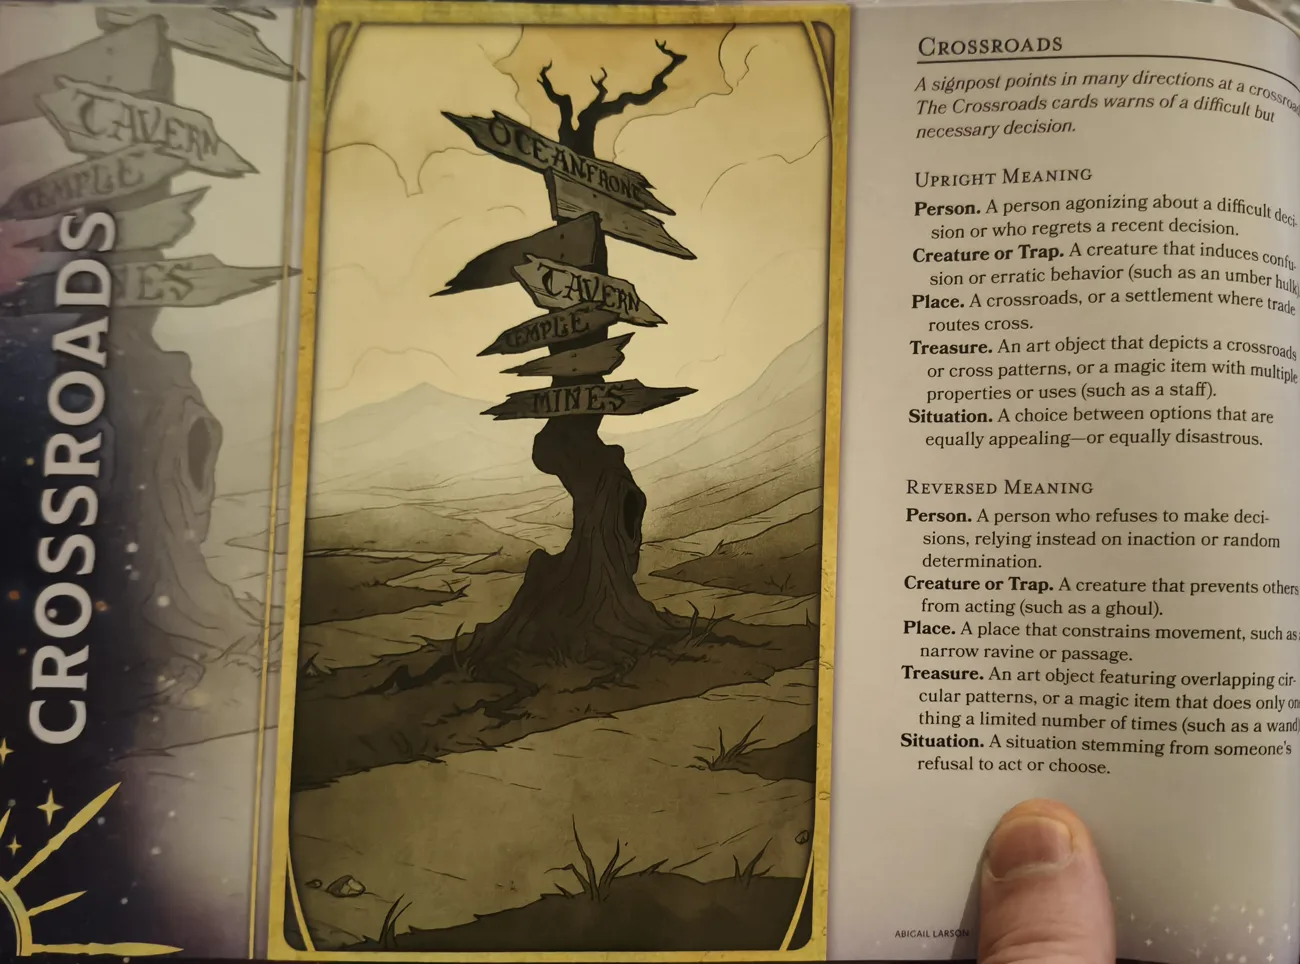 TAVERN
TEMPLE
NES
CROSSROADS
OCEANFRONT
TAVERN
TEMPLE
MINES
CROSSROADS
A signpost points in many directions at a crossroa
The Crossroads cards warns of a difficult but
necessary decision.
UPRIGHT MEANING
Person. A person agonizing about a difficult deci-
sion or who regrets a recent decision.
Creature or Trap. A creature that induces confu-
sion or erratic behavior (such as an umber hulk)
Place. A crossroads, or a settlement where trade
routes cross.
Treasure. An art object that depicts a crossroads
or cross patterns, or a magic item with multiple
properties or uses (such as a staff).
Situation. A choice between options that are
equally appealing—or equally disastrous.
REVERSED MEANING
Person. A person who refuses to make deci-
sions, relying instead on inaction or random
determination.
Creature or Trap. A creature that prevents others
from acting (such as a ghoul).
Place. A place that constrains movement, such as
narrow ravine or passage.
Treasure. An art object featuring overlapping cir-
cular patterns, or a magic item that does only on
thing a limited number of times (such as a wand)
Situation. A situation stemming from someone's
refusal to act or choose.
ABIGAIL LARSON